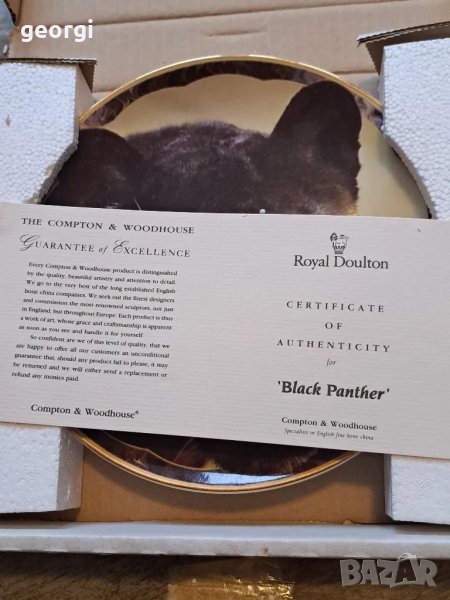 georgi
THE COMPTON & WOODHOUSE
GUARANTEE of EXCELLENCE
Every Compton & Woodhouse product is distinguished
by the quality, beautiful artistry and attention to detail.
We go to the very best of the long established English
bone china companies. We seek out the finest designers
and commission the most renowned sculptors, not just
in England, but throughout Europe. Each product is thus
a work of art, whose grace and craftsmanship is apparent
as soon as you see and handle it for yourself.
So confident are we of this level of quality, that we
are happy to offer all our customers an unconditional
guarantee that, should any product fail to please, it may
be returned and we will either send a replacement or
refund any monies paid.
Compton & Woodhouse®
Royal Doulton
CERTIFICATE
OF
AUTHENTICITY
for
'Black Panther'
Compton & Woodhouse
Specialists in English fine bone china
BAZAR